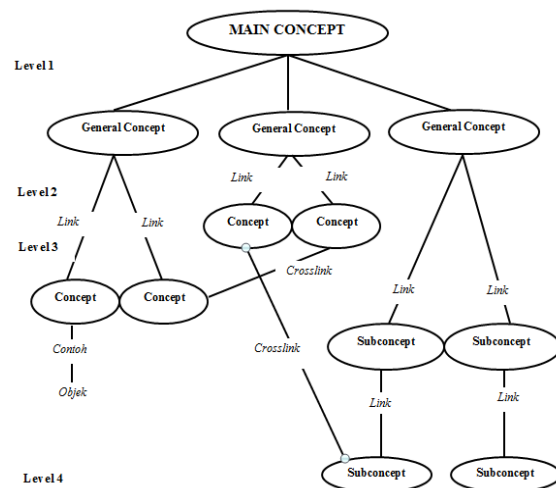 MAIN CONCEPT
Level 1
General Concept
General Concept
General Concept
Level 2
Link
Link
Link
Link
Concept
Concept
Level 3
Crosslink
Link
Link
Concept
Concept
Contoh
Crosslink
Subconcept
Subconcept
Objek
Link
Link
Subconcept
Subconcept
Level 4